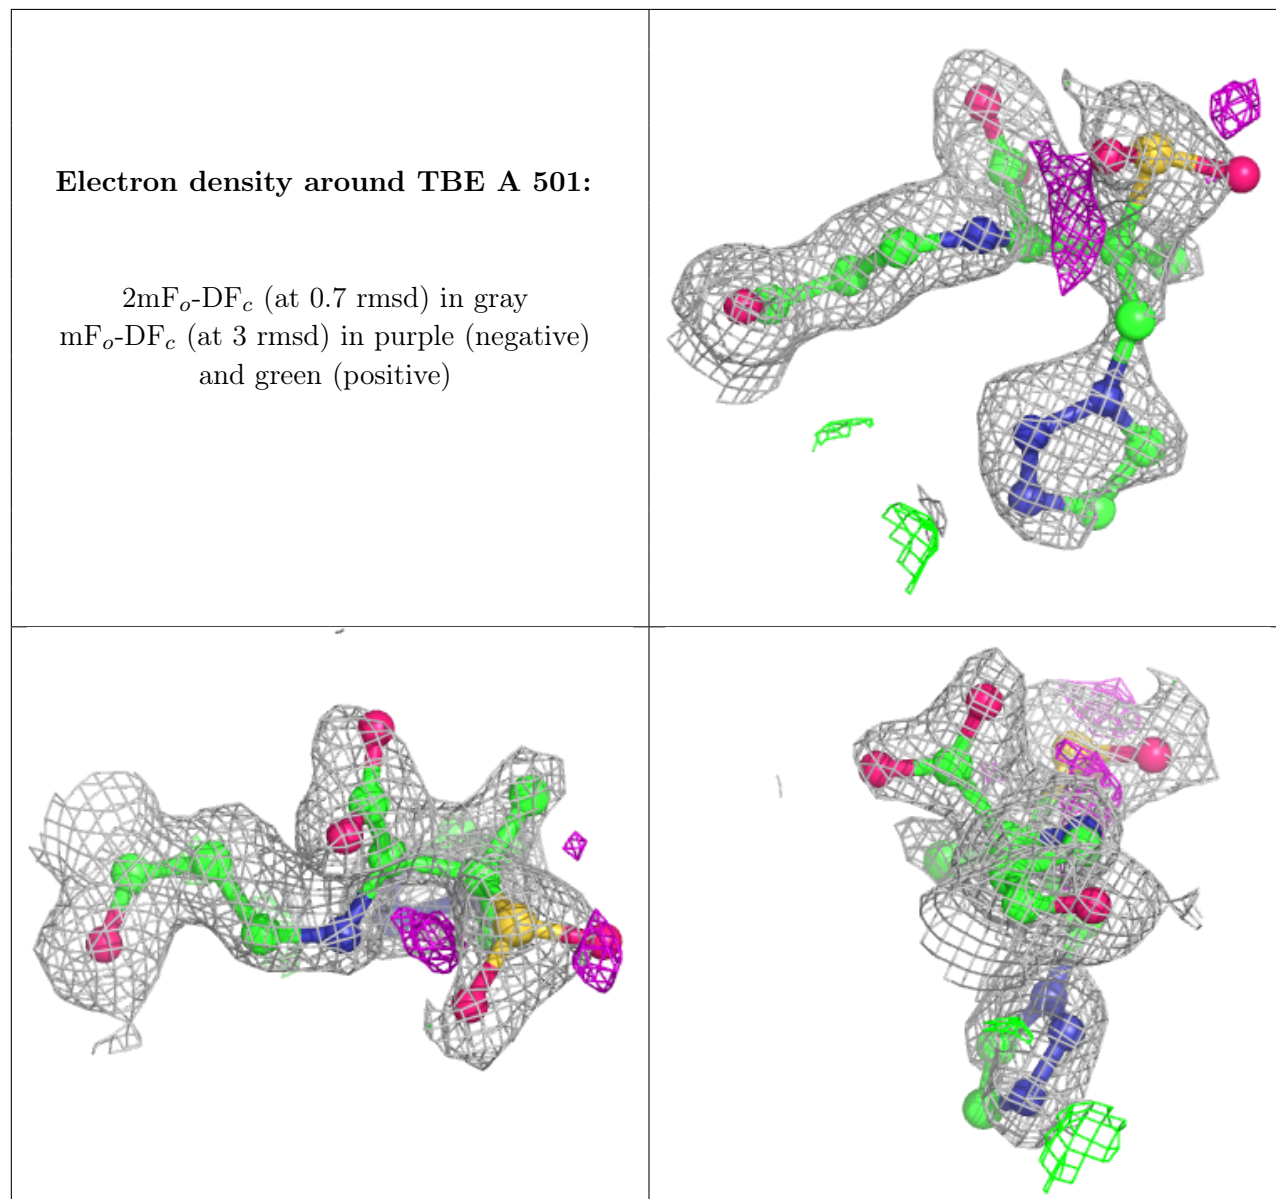 Electron density around TBE A 501:
2mFₒ-DF𝒸 (at 0.7 rmsd) in gray
mFₒ-DF𝒸 (at 3 rmsd) in purple (negative)
and green (positive)